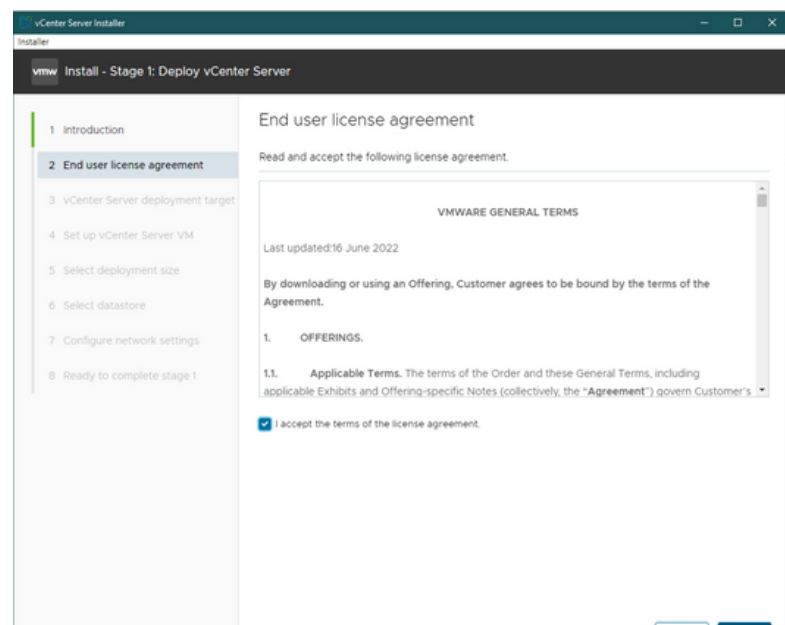 vCenter Server Installer
Installer
vmw Install - Stage 1: Deploy vCenter Server
1 Introduction
2 End user license agreement
3 vCenter Server deployment target
4 Set up vCenter Server VM
5 Select deployment size
6 Select datastore
7 Configure network settings
8 Ready to complete stage 1
End user license agreement
Read and accept the following license agreement.
VMWARE GENERAL TERMS
Last updated:16 June 2022
By downloading or using an Offering, Customer agrees to be bound by the terms of the
Agreement.
1. OFFERINGS.
1.1. Applicable Terms. The terms of the Order and these General Terms, including
applicable Exhibits and Offering-specific Notes (collectively, the “Agreement”) govern Customer’s
I accept the terms of the license agreement.